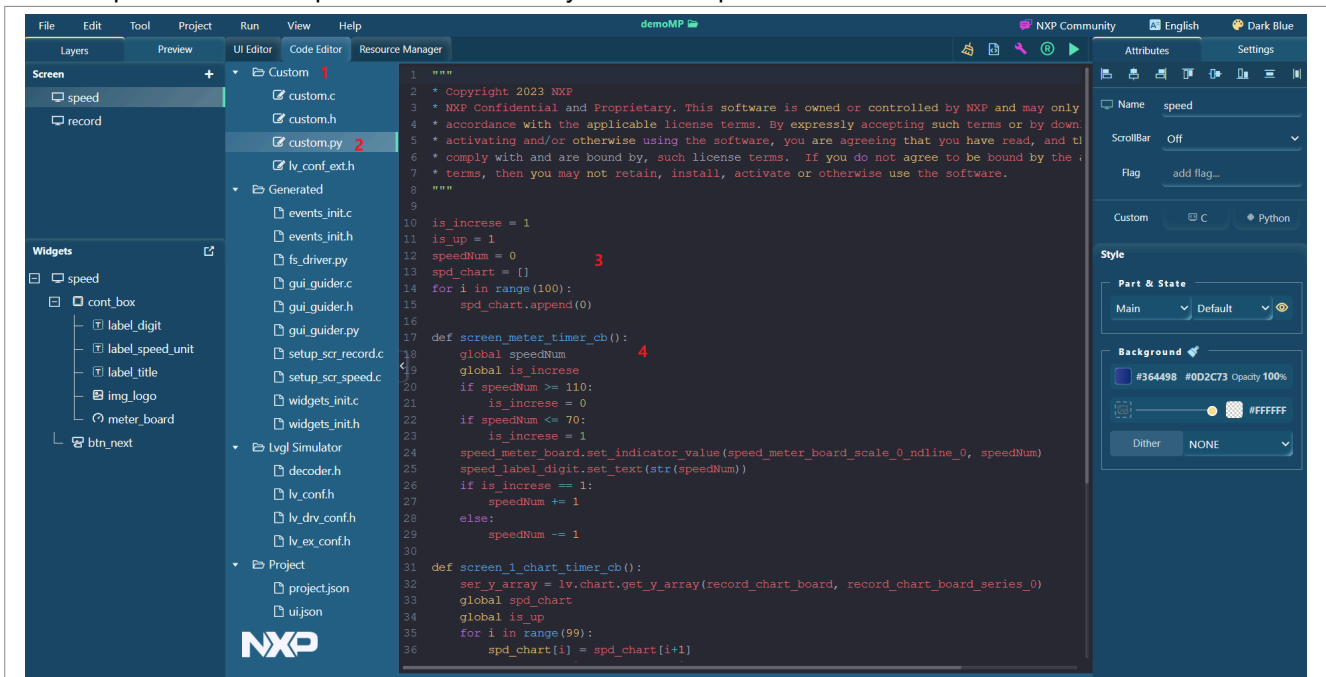 File Edit Tool Project Run View Help demoMP NXP Community English Dark Blue
Layers Preview UI Editor Code Editor Resource Manager Attributes Settings
Screen +
speed
record
Widgets
speed
cont_box
label_digit
label_speed_unit
label_title
img_logo
meter_board
btn_next
Custom 1
custom.c
custom.h
custom.py 2
lv_conf_ext.h
Generated
events_init.c
events_init.h
fs_driver.py
gui_guider.c
gui_guider.h
gui_guider.py
setup_scr_record.c
setup_scr_speed.c
widgets_init.c
widgets_init.h
Lvgl Simulator
decoder.h
lv_conf.h
lv_drv_conf.h
lv_ex_conf.h
Project
project.json
ui.json
NXP
1 """
2 * Copyright 2023 NXP
3 * NXP Confidential and Proprietary. This software is owned or controlled by NXP and may only
4 * accordance with the applicable license terms. By expressly accepting such terms or by down
5 * activating and/or otherwise using the software, you are agreeing that you have read, and
6 * comply with and are bound by, such license terms. If you do not agree to be bound by the
7 * terms, then you may not retain, install, activate or otherwise use the software.
8 """
9
10 is_increse = 1
11 is_up = 1
12 speedNum = 0 3
13 spd_chart = []
14 for i in range(100):
15 spd_chart.append(0)
16
17 def screen_meter_timer_cb():
18 global speedNum 4
19 global is_increse
20 if speedNum >= 110:
21 is_increse = 0
22 if speedNum <= 70:
23 is_increse = 1
24 speed_meter_board.set_indicator_value(speed_meter_board_scale_0_ndline_0, speedNum)
25 speed_label_digit.set_text(str(speedNum))
26 if is_increse == 1:
27 speedNum += 1
28 else:
29 speedNum -= 1
30
31 def screen_1_chart_timer_cb():
32 ser_y_array = lv.chart.get_y_array(record_chart_board, record_chart_board_series_0)
33 global spd_chart
34 global is_up
35 for i in range(99):
36 spd_chart[i] = spd_chart[i+1]
Name speed
ScrollBar Off
Flag add flag...
Custom C Python
Style
Part & State
Main Default
Background
#364498 #0D2C73 Opacity 100%
#FFFFFF
Dither NONE